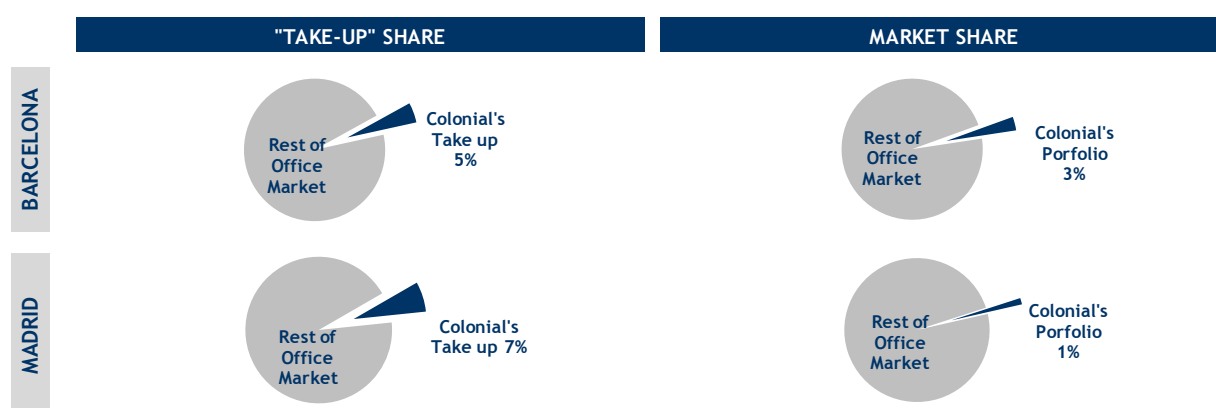 "TAKE-UP" SHARE
MARKET SHARE
BARCELONA
Rest of
Office
Market
Colonial's
Take up
5%
Rest of
Office
Market
Colonial's
Porfolio
3%
MADRID
Rest of
Office
Market
Colonial's
Take up 7%
Rest of
Office
Market
Colonial's
Porfolio
1%